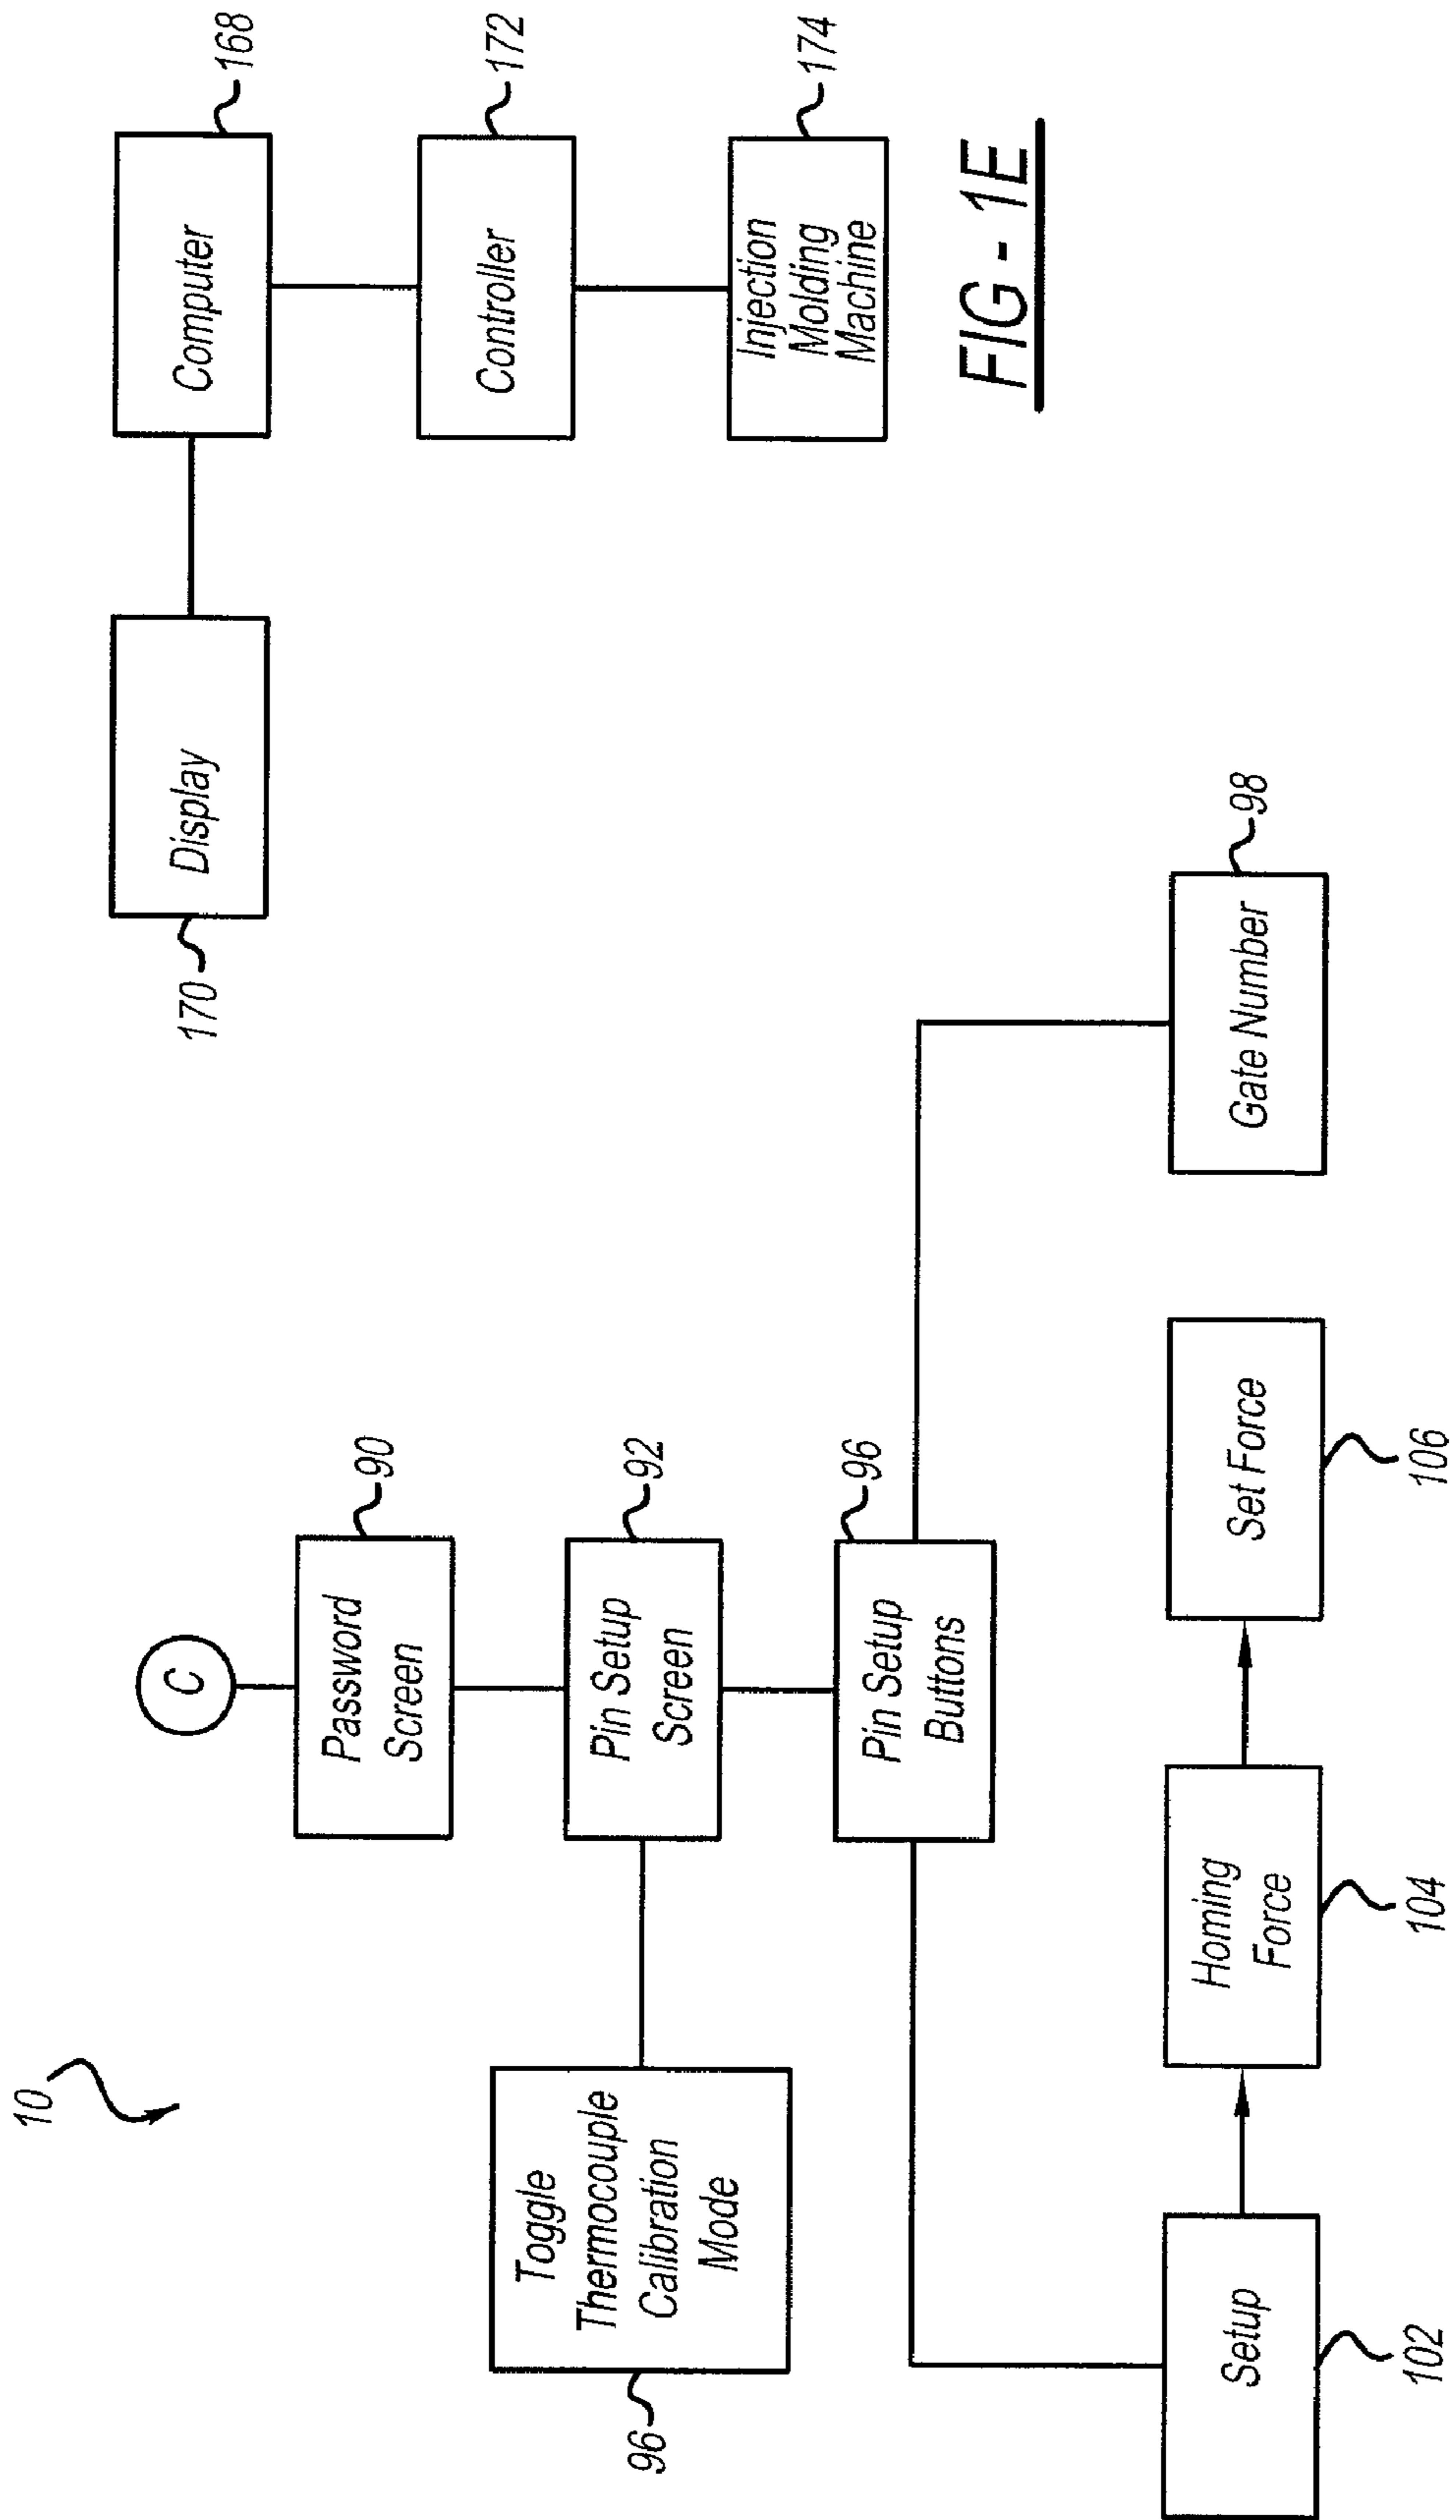 10
C
Password
Screen
90
Toggle
Thermocouple
Calibration
Mode
96
Pin Setup
Screen
92
Pin Setup
Buttons
96
Setup
102
Homing
Force
104
Set Force
106
Gate Number
98
Display
170
Computer
168
Controller
172
Injection
Molding
Machine
174
FIG - 1E